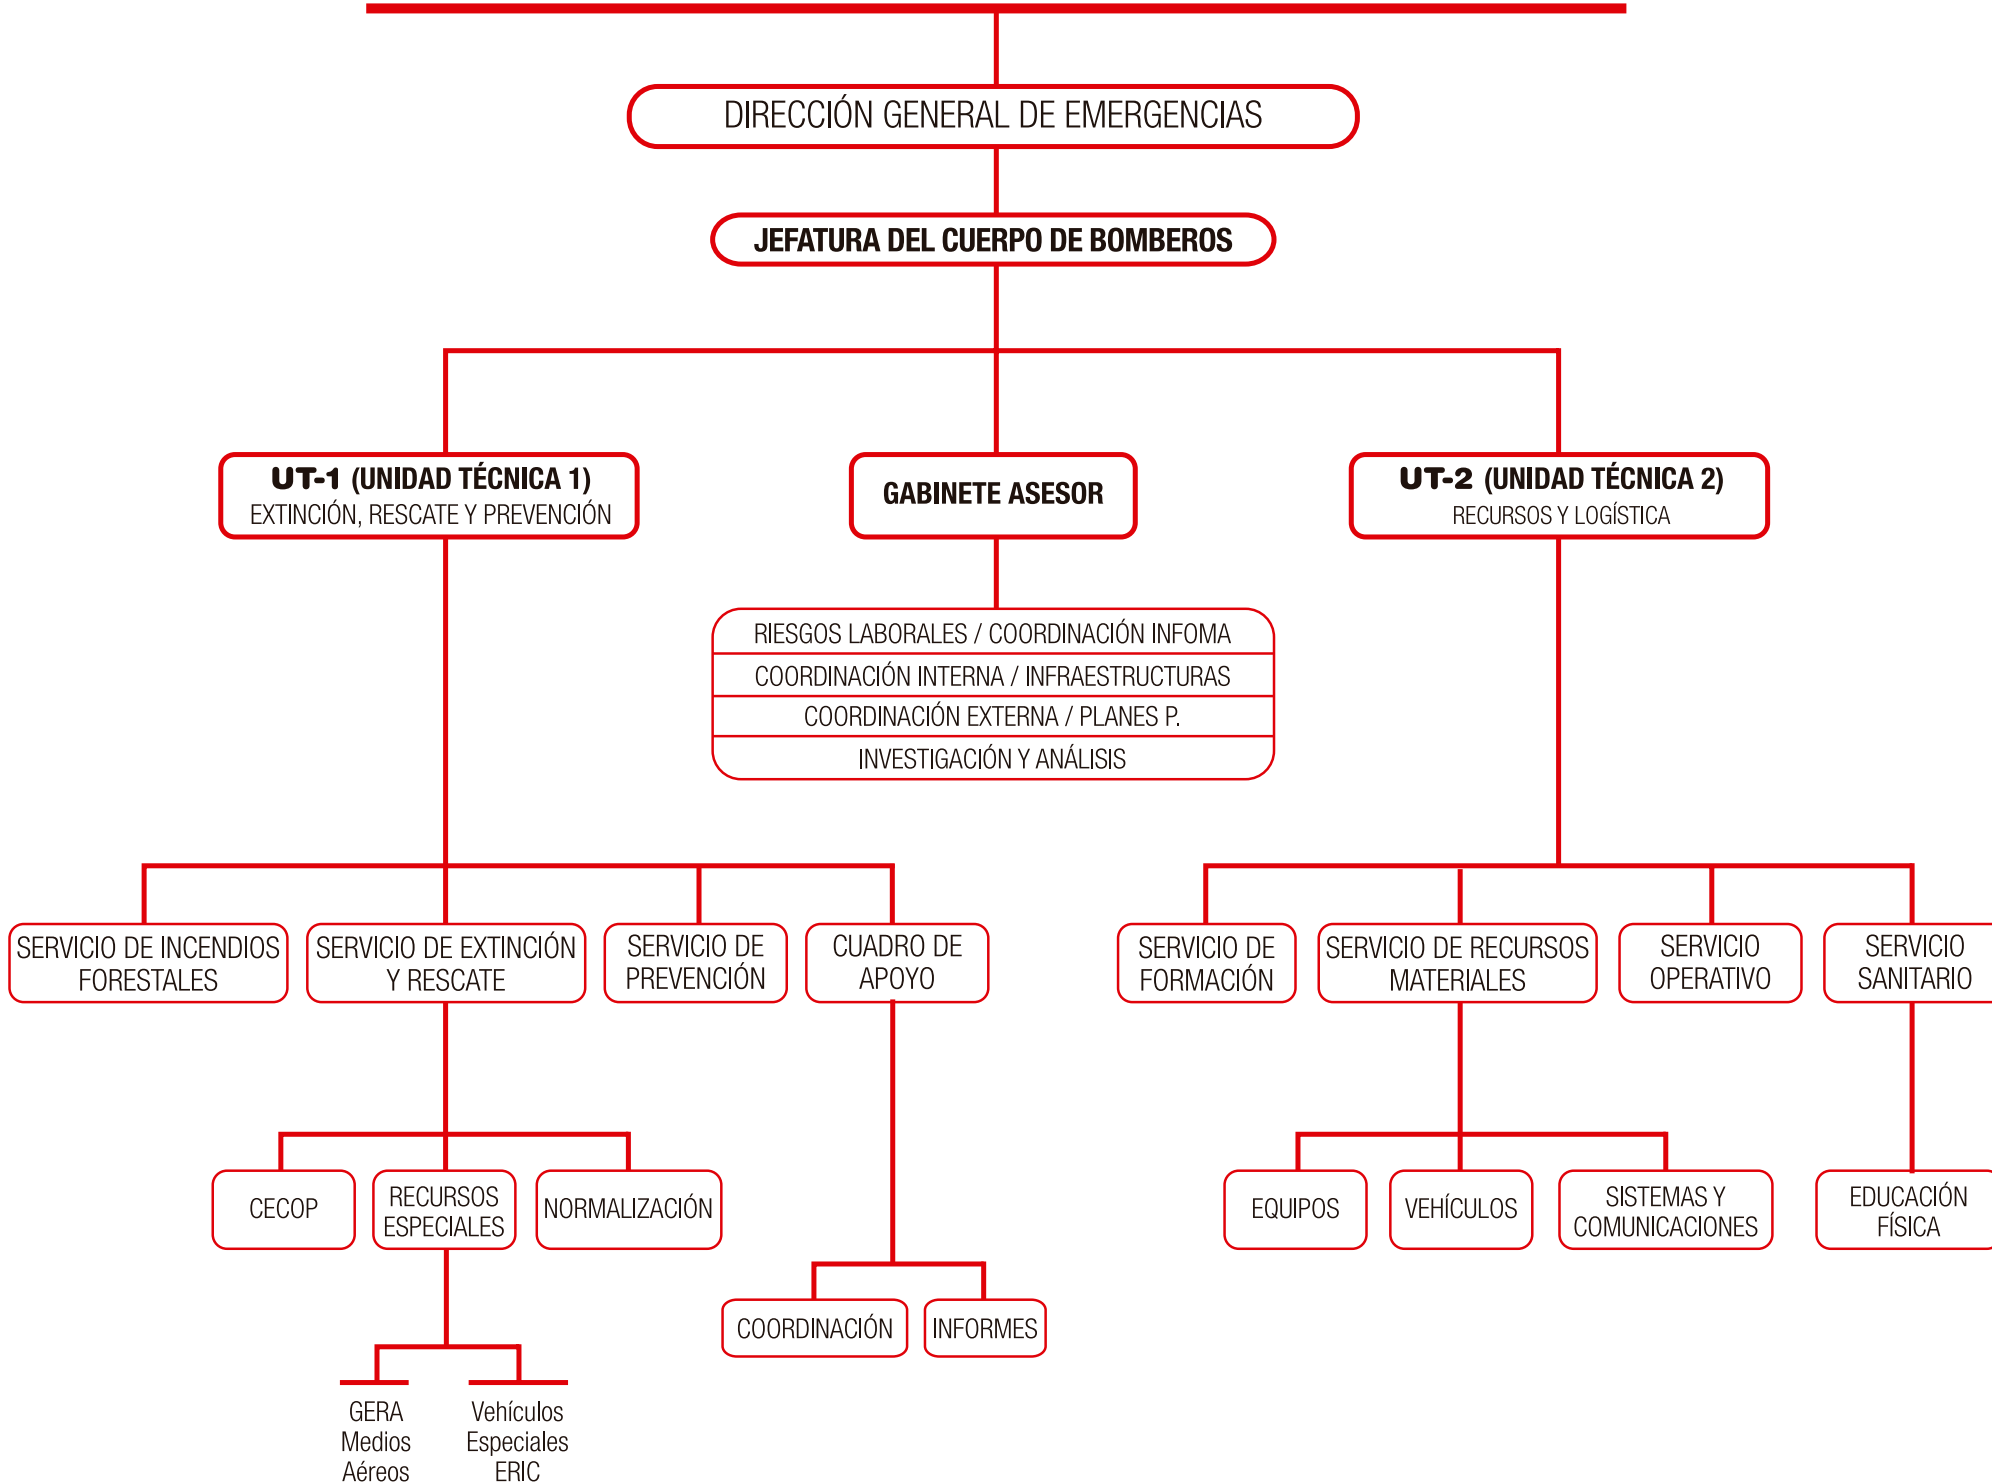 DIRECCIÓN GENERAL DE EMERGENCIAS
JEFATURA DEL CUERPO DE BOMBEROS
UT-1 (UNIDAD TÉCNICA 1)
EXTINCIÓN, RESCATE Y PREVENCIÓN
GABINETE ASESOR
UT-2 (UNIDAD TÉCNICA 2)
RECURSOS Y LOGÍSTICA
RIESGOS LABORALES / COORDINACIÓN INFOMA
COORDINACIÓN INTERNA / INFRAESTRUCTURAS
COORDINACIÓN EXTERNA / PLANES P.
INVESTIGACIÓN Y ANÁLISIS
SERVICIO DE INCENDIOS
FORESTALES
SERVICIO DE EXTINCIÓN
Y RESCATE
SERVICIO DE
PREVENCIÓN
CUADRO DE
APOYO
SERVICIO DE
FORMACIÓN
SERVICIO DE RECURSOS
MATERIALES
SERVICIO
OPERATIVO
SERVICIO
SANITARIO
CECOP
RECURSOS
ESPECIALES
NORMALIZACIÓN
EQUIPOS
VEHÍCULOS
SISTEMAS Y
COMUNICACIONES
EDUCACIÓN
FÍSICA
COORDINACIÓN
INFORMES
GERA
Medios
Aéreos
Vehículos
Especiales
ERIC